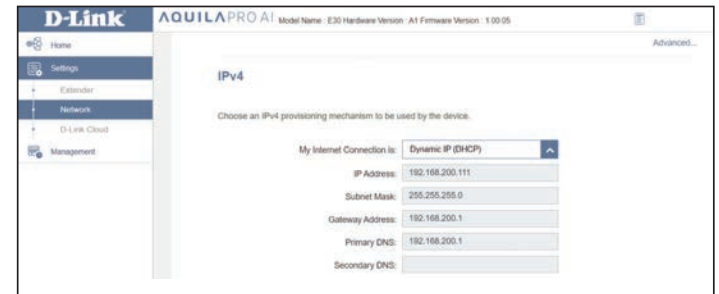 D-Link
AQUILA PRO AI Model Name : E30 Hardware Version : A1 Firmware Version : 1.00.05
Home
Advanced...
Settings
IPv4
Extender
Network
Choose an IPv4 provisioning mechanism to be used by the device.
D-Link Cloud
Management
My Internet Connection is: Dynamic IP (DHCP)
IP Address: 192.168.200.111
Subnet Mask: 255.255.255.0
Gateway Address: 192.168.200.1
Primary DNS: 192.168.200.1
Secondary DNS: